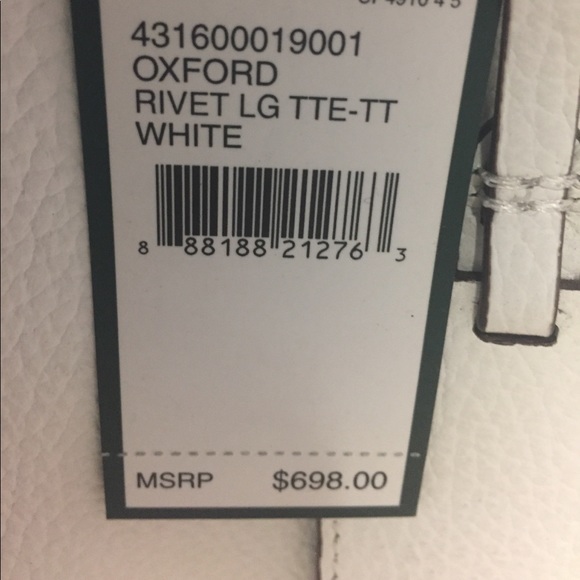 431600019001
OXFORD
RIVET LG TTE-TT
WHITE
8 88188 21276 3
MSRP $698.00